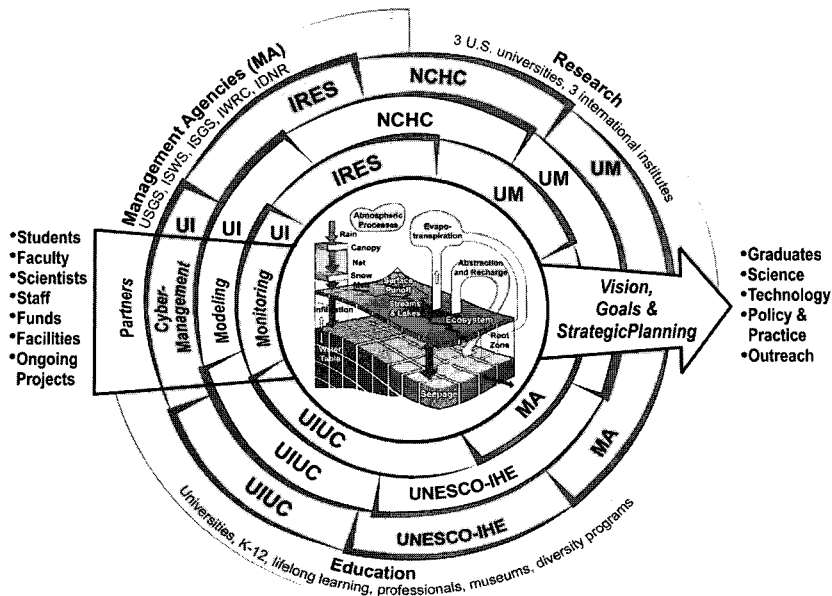 Management Agencies (MA)
USGS, ISWS, ISGS, IWRC, IDNR
Research
3 U.S. universities, 3 international institutes
IRES
NCHC
UM
NCHC
UM
IRES
UM
UI
UI
UI
•Students
•Faculty
•Scientists
•Staff
•Funds
•Facilities
•Ongoing
Projects
Partners
Cyber-
Management
Modeling
Monitoring
Atmospheric
Processes
Rain
Canopy
Net
Snow
Evapo-
transpiration
Abstraction
and Recharge
Surface
Runoff
Streams
& Lakes
Ecosystem
Infiltration
Root
Zone
Water
Table
Seepage
Vision,
Goals &
StrategicPlanning
•Graduates
•Science
•Technology
•Policy &
Practice
•Outreach
UIUC
MA
UIUC
UNESCO-IHE
MA
UIUC
UNESCO-IHE
Education
Universities, K-12, lifelong learning, professionals, museums, diversity programs